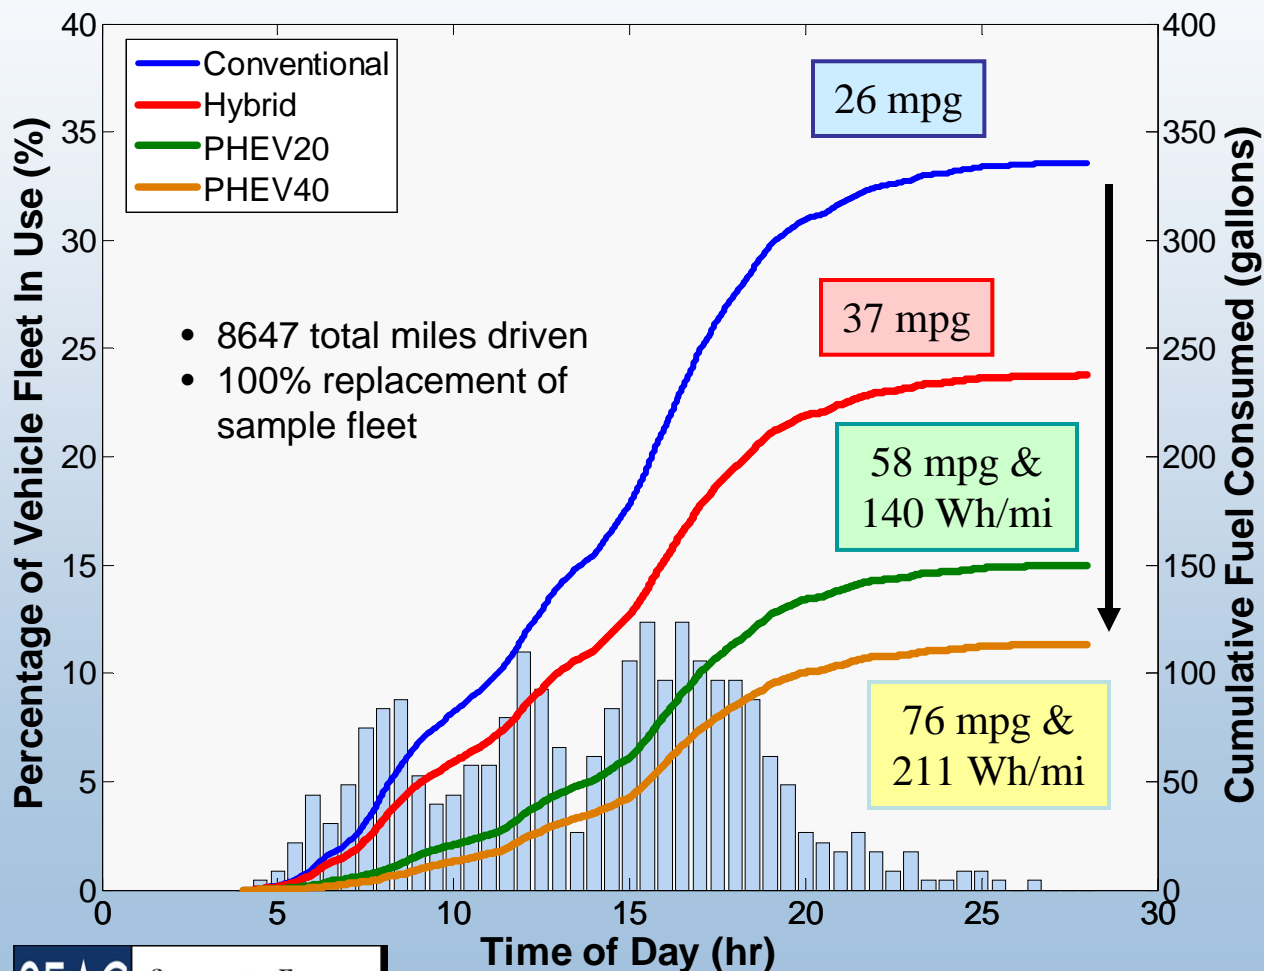 40
35
30
25
20
15
10
5
0
Percentage of Vehicle Fleet In Use (%)
Conventional
Hybrid
PHEV20
PHEV40
• 8647 total miles driven
• 100% replacement of
sample fleet
26 mpg
37 mpg
58 mpg &
140 Wh/mi
76 mpg &
211 Wh/mi
400
350
300
250
200
150
100
50
0
Cumulative Fuel Consumed (gallons)
0 5 10 15 20 25 30
Time of Day (hr)